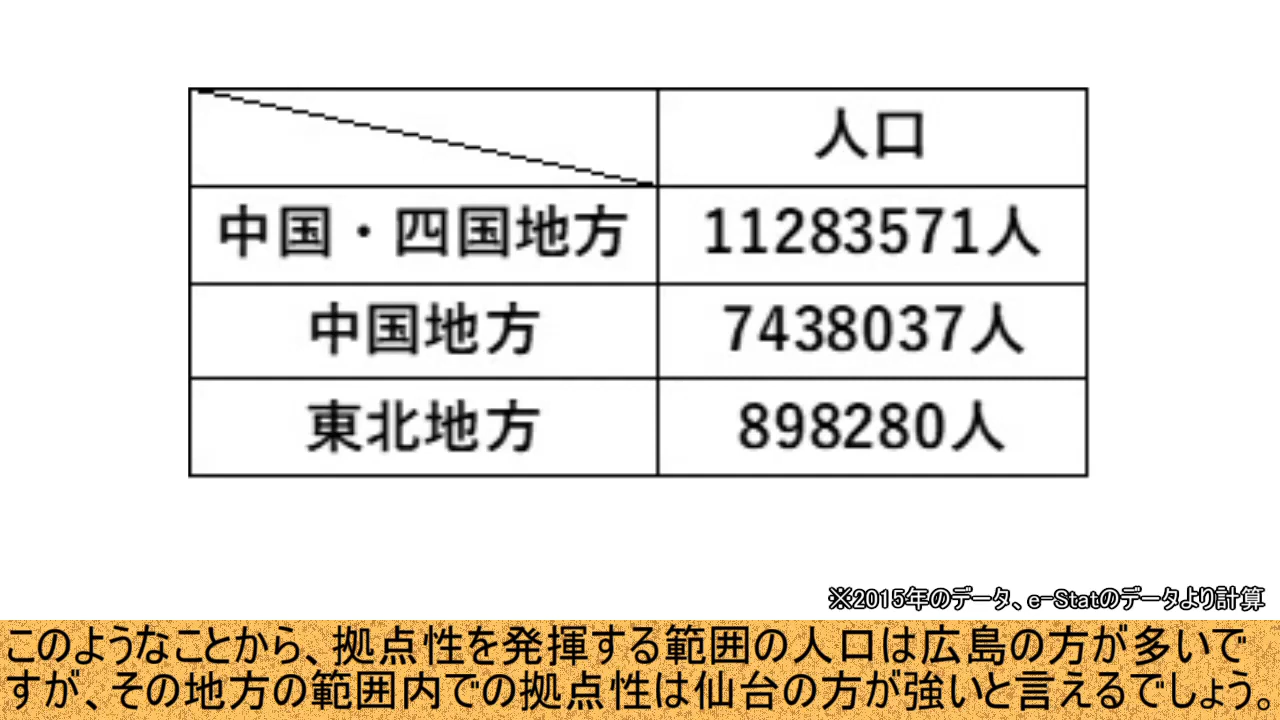 人口
中国・四国地方 11283571人
中国地方 7438037人
東北地方 898280人
※2015年のデータ、e-Statのデータより計算
このようなことから、拠点性を発揮する範囲の人口は広島の方が多いで
すが、その地方の範囲内での拠点性は仙台の方が強いと言えるでしょう。